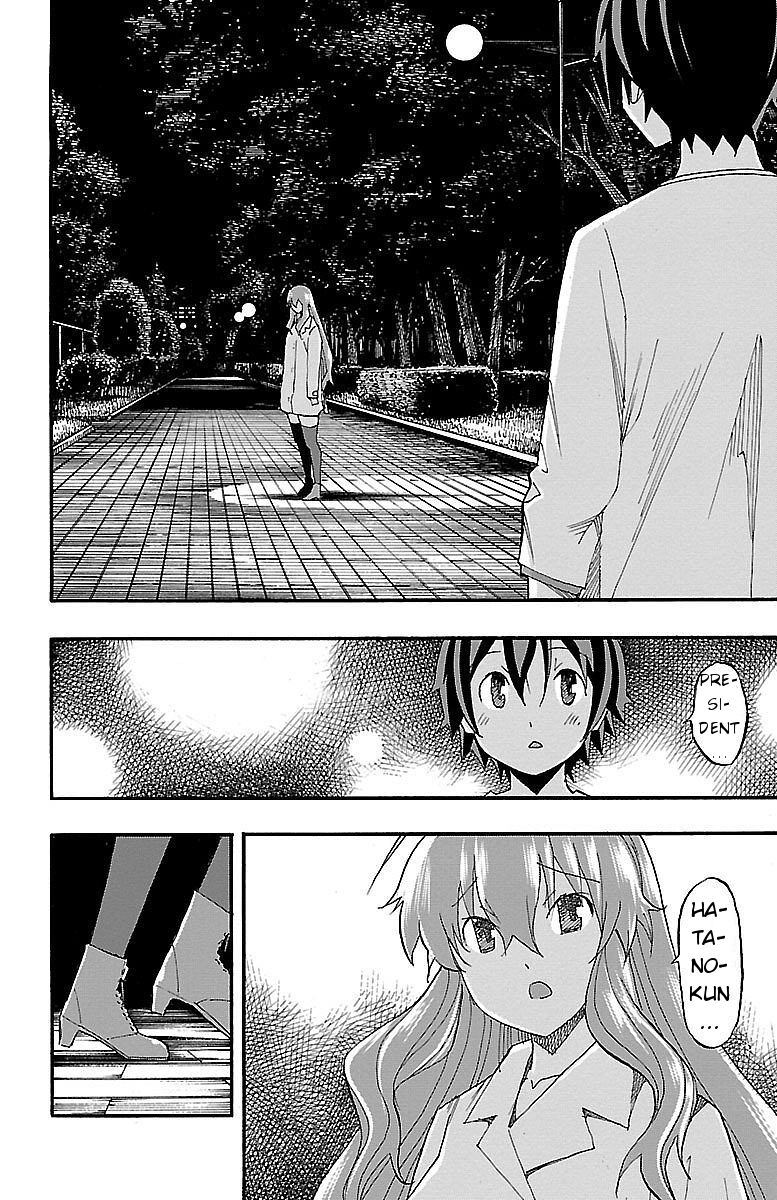 PRE-
SI-
DENT
....
HA-
TA-
NO-
KUN
...